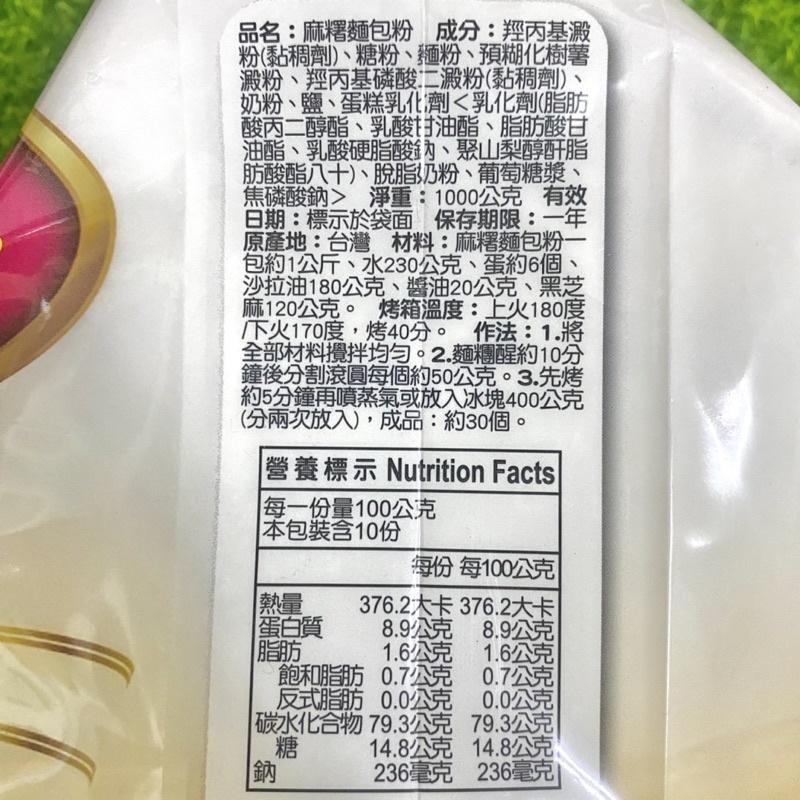 品名：麻糬麵包粉　成分：羥丙基澱
粉(黏稠劑)、糖粉、麵粉、預糊化樹薯
澱粉、羥丙基磷酸二澱粉(黏稠劑)、
奶粉、鹽、蛋糕乳化劑＜乳化劑(脂肪
酸丙二醇酯、乳酸甘油酯、脂肪酸甘
油酯、乳酸硬脂酸鈉、聚山梨醇酐脂
肪酸酯八十)、脫脂奶粉、葡萄糖漿、
焦磷酸鈉＞　淨重：1000公克　有效
日期：標示於袋面　保存期限：一年
原產地：台灣　材料：麻糬麵包粉一
包約1公斤、水230公克、蛋約6個、
沙拉油180公克、醬油20公克、黑芝
麻120公克。　烤箱溫度：上火180度
/下火170度，烤40分。　作法：1.將
全部材料攪拌均勻。2.麵糰醒約10分
鐘後分割滾圓每個約50公克。3.先烤
約5分鐘再噴蒸氣或放入冰塊400公克
(分兩次放入)，成品：約30個。
營養標示 Nutrition Facts
每一份量100公克
本包裝含10份
每份 每100公克
熱量 376.2大卡 376.2大卡
蛋白質 8.9公克 8.9公克
脂肪 1.6公克 1.6公克
飽和脂肪 0.7公克 0.7公克
反式脂肪 0.0公克 0.0公克
碳水化合物 79.3公克 79.3公克
糖 14.8公克 14.8公克
鈉 236毫克 236毫克